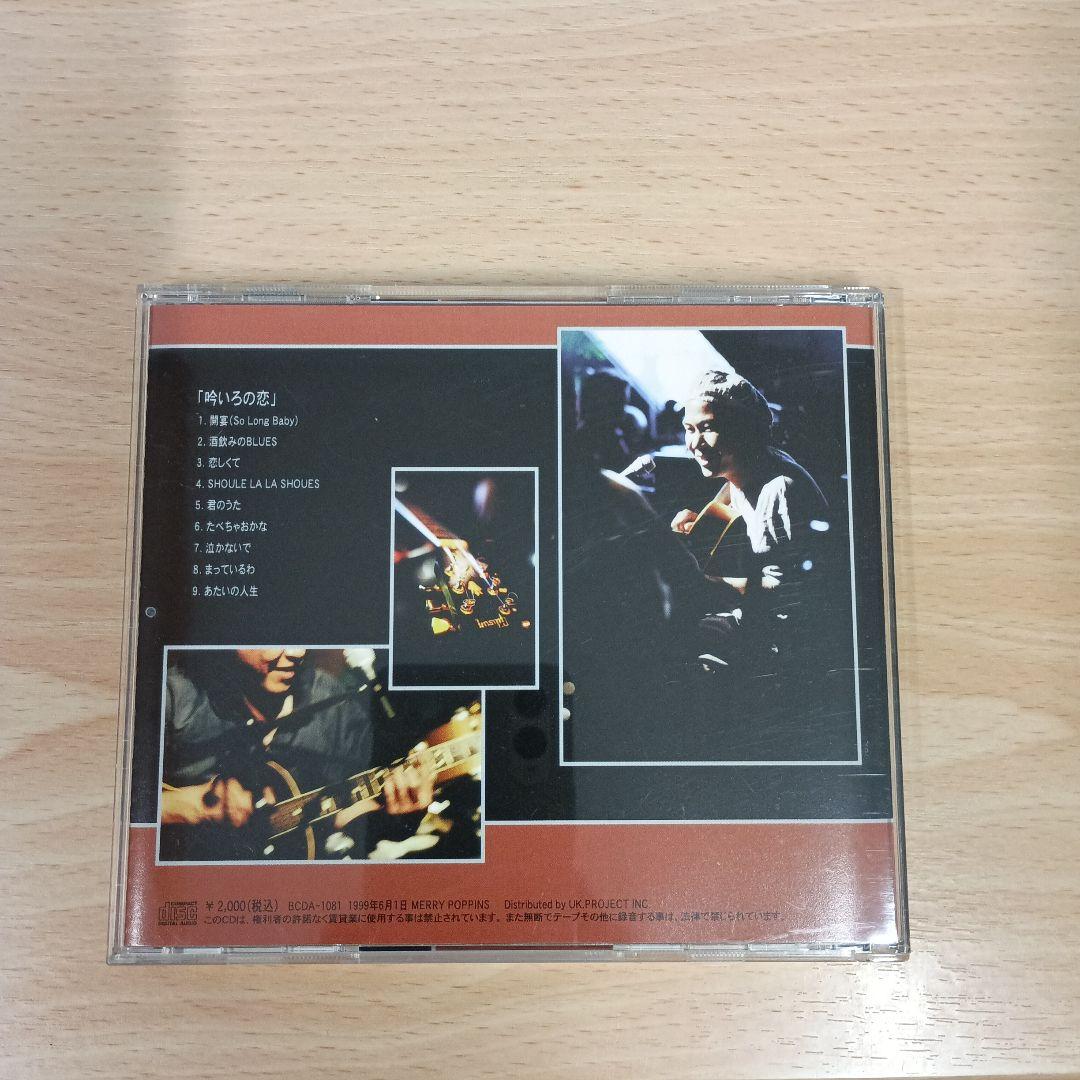 「吟いろの恋」
1. 開宴(So Long Baby)
2. 酒飲みのBLUES
3. 恋しくて
4. SHOULE LA LA SHOUES
5. 君のうた
6. たべちゃおかな
7. 泣かないで
8. まっているわ
9. あたいの人生
COMPACT
disc
DIGITAL AUDIO
￥2,000(税込) BCDA-1081 1999年6月1日 MERRY POPPINS Distributed by UK.PROJECT INC.
このCDは、権利者の許諾なく賃貸業に使用する事は禁止されています。また無断でテープその他に録音する事は、法律で禁じられています。